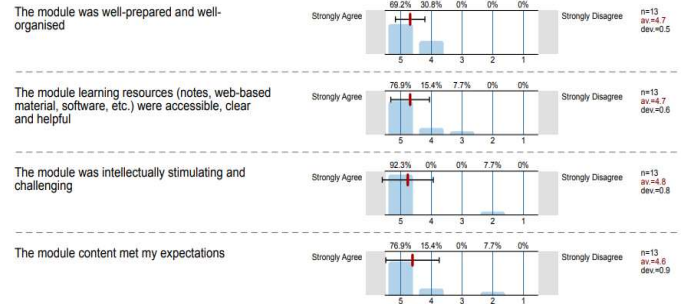 The module was well-prepared and well-
organised
69.2% 30.8% 0% 0% 0%
Strongly Agree
Strongly Disagree
n=13
av.=4.7
dev.=0.5
5 4 3 2 1
The module learning resources (notes, web-based
material, software, etc.) were accessible, clear
and helpful
76.9% 15.4% 7.7% 0% 0%
Strongly Agree
Strongly Disagree
n=13
av.=4.7
dev.=0.6
5 4 3 2 1
The module was intellectually stimulating and
challenging
92.3% 0% 0% 7.7% 0%
Strongly Agree
Strongly Disagree
n=13
av.=4.8
dev.=0.8
5 4 3 2 1
The module content met my expectations
76.9% 15.4% 0% 7.7% 0%
Strongly Agree
Strongly Disagree
n=13
av.=4.6
dev.=0.9
5 4 3 2 1